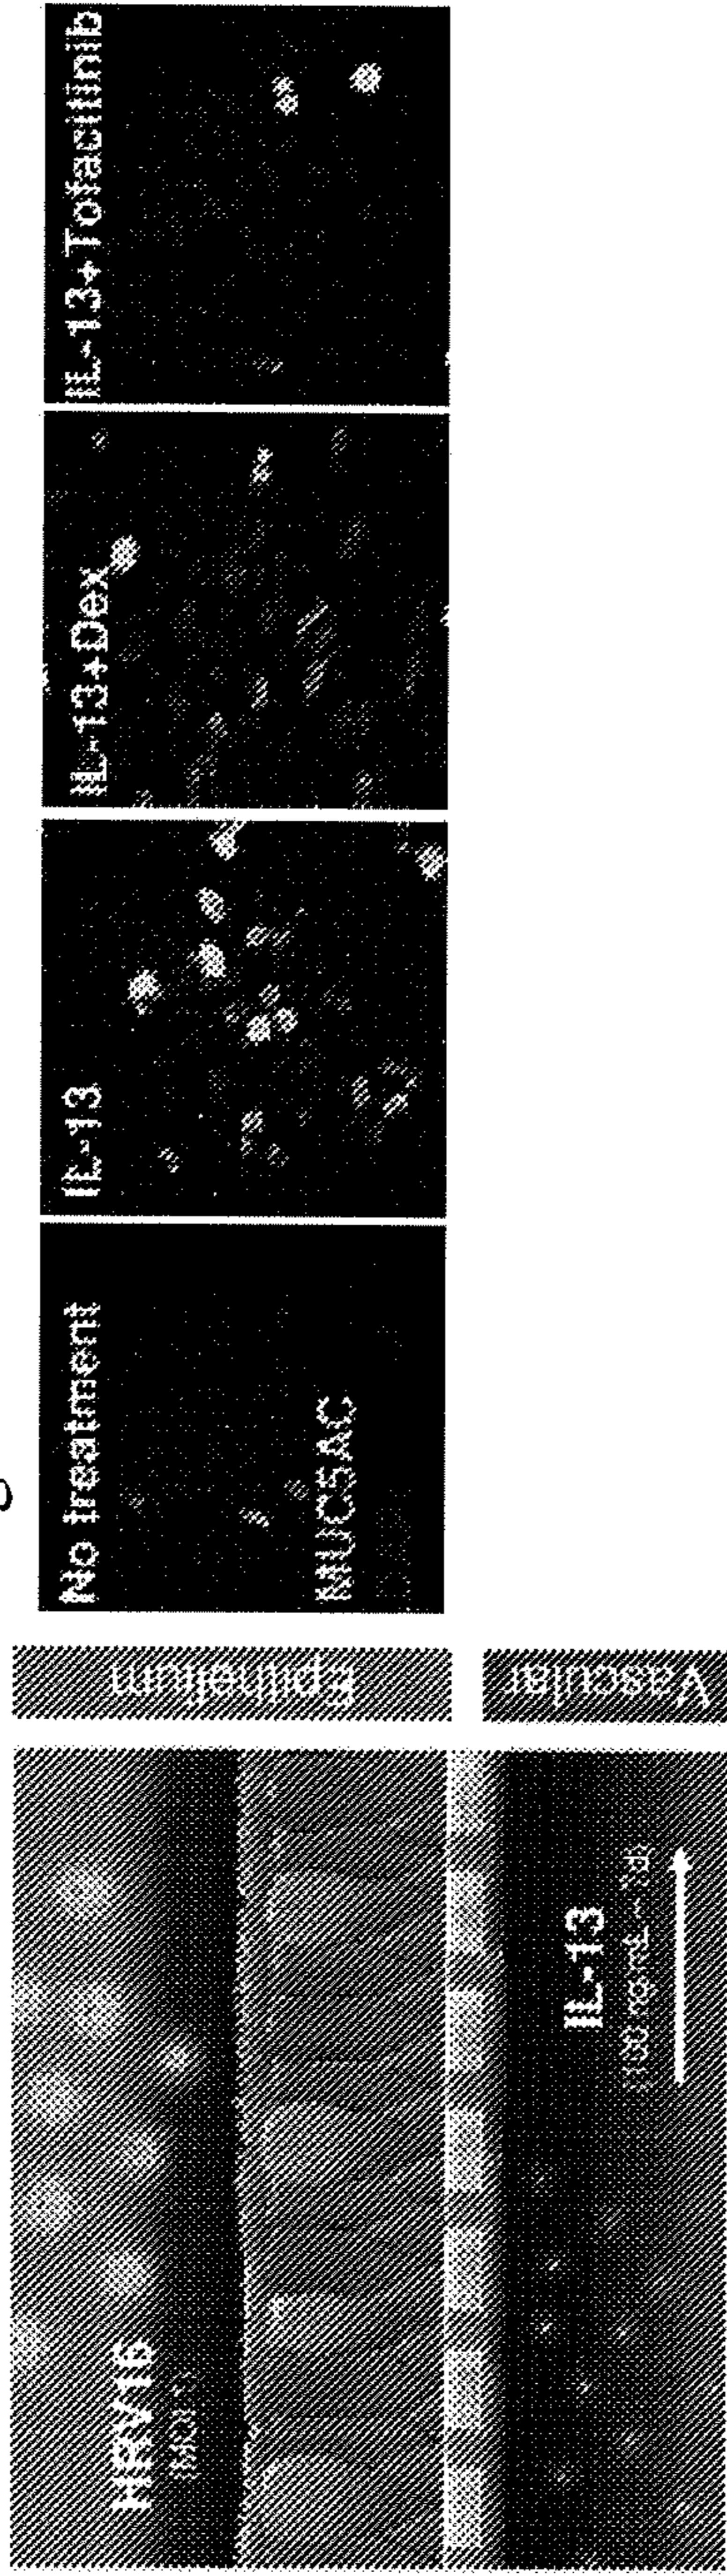 HRV16
Epithelium
Vascular
IL-13
No treatment
MUC5AC
IL-13
IL-13+Dex
IL-13+Tofacitinib